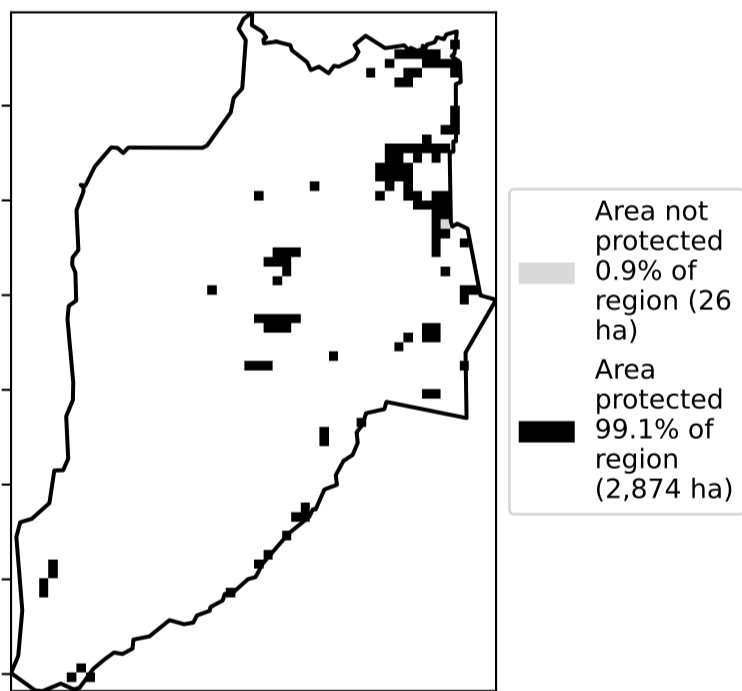 Area not
protected
0.9% of
region (26
ha)
Area
protected
99.1% of
region
(2,874 ha)